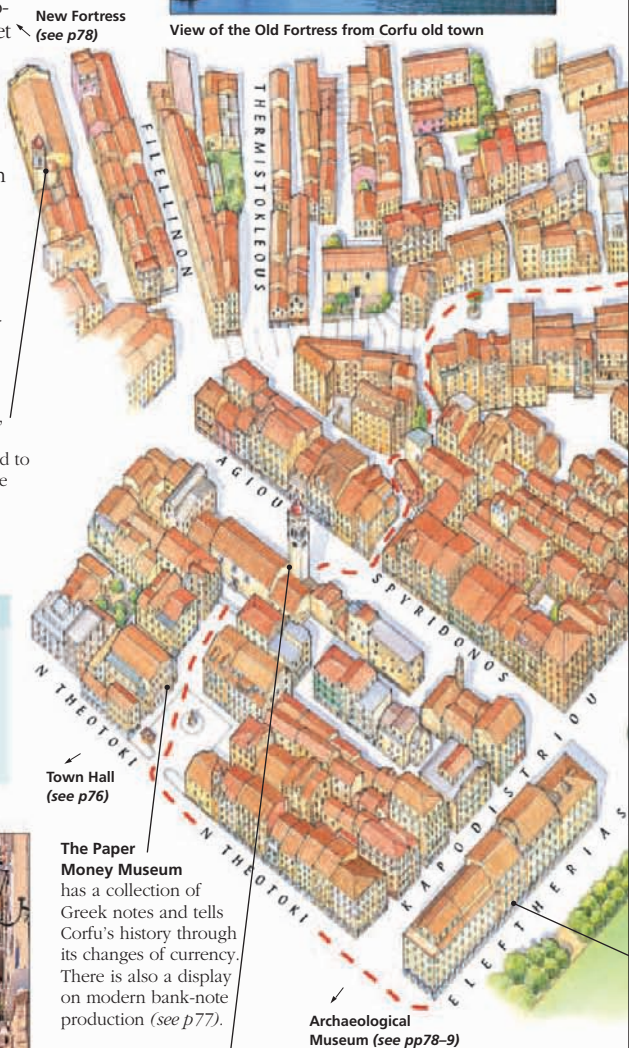 New Fortress
(see p78)
View of the Old Fortress from Corfu old town
THERMISTOKLEOUS
FILELLINON
AGIOU
SPYRIDONOS
N THEOTOKI
Town Hall
(see p76)
KAPODISTRIOU
N THEOTOKI
ELEFTHERIAS
The Paper
Money Museum
has a collection of
Greek notes and tells
Corfu's history through
its changes of currency.
There is also a display
on modern bank-note
production (see p77).
Archaeological
Museum (see pp78–9)